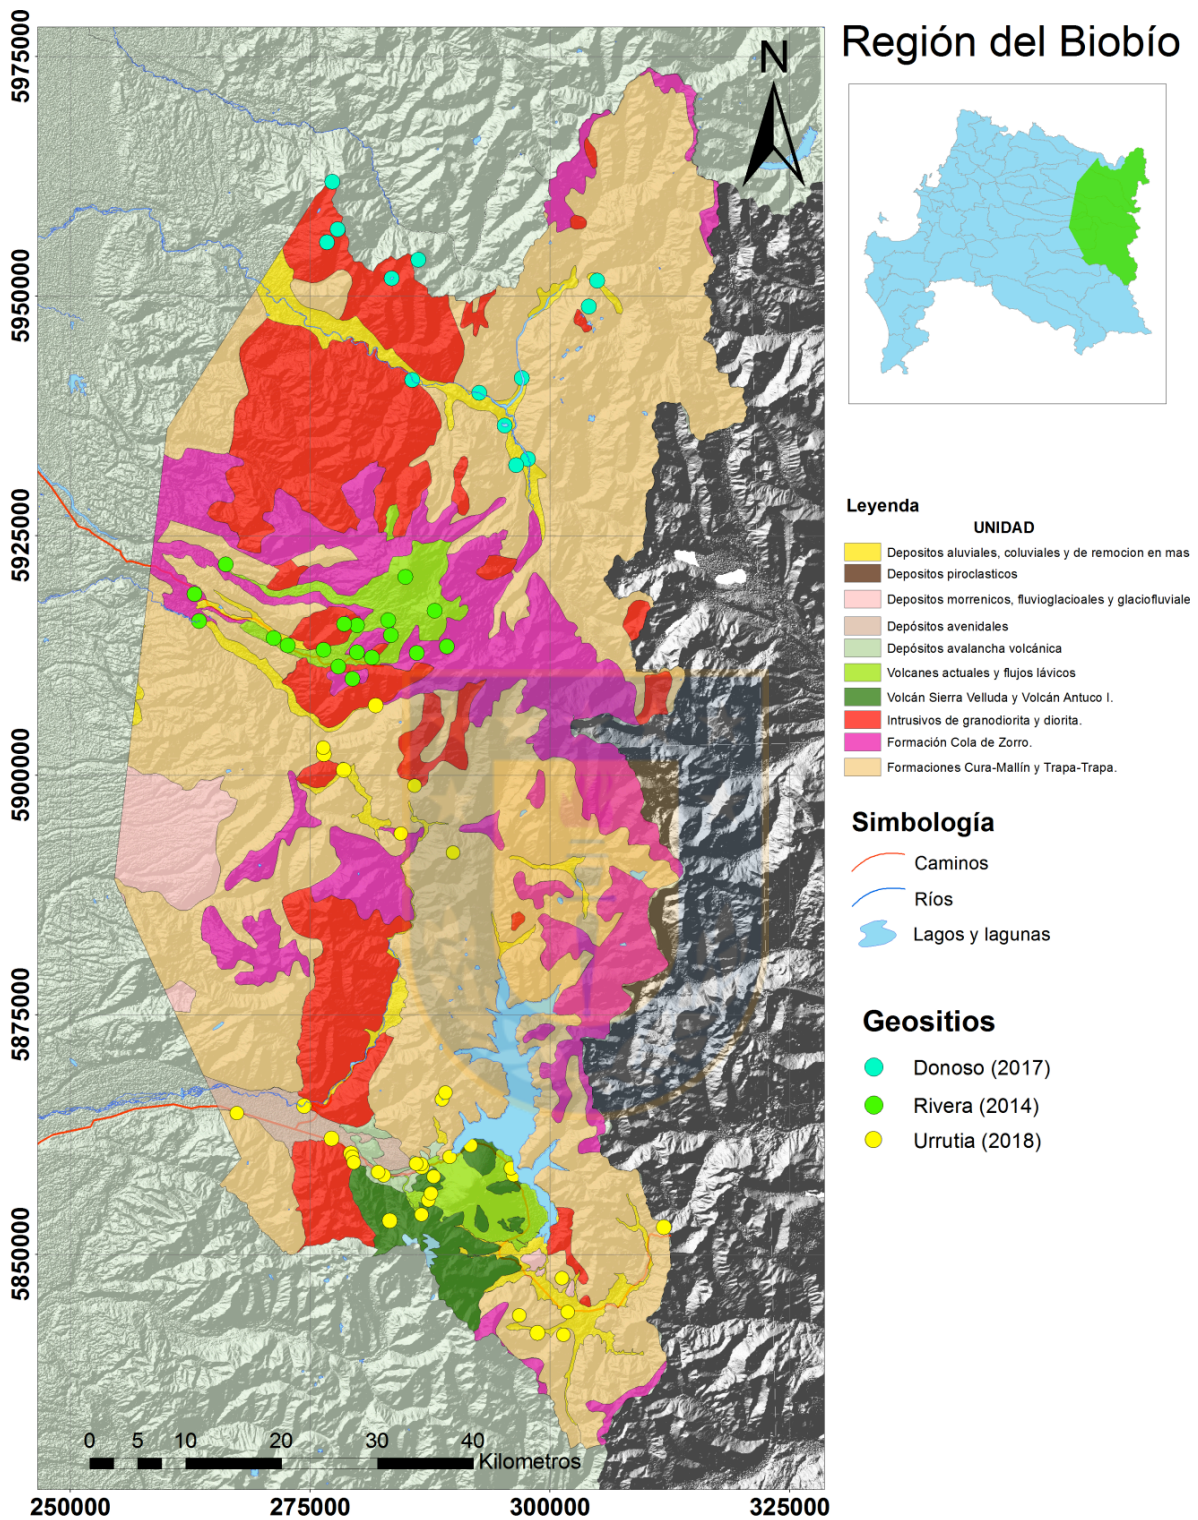 Región del Biobío
N
5975000
5950000
5925000
5900000
5875000
5850000
250000
275000
300000
325000
0
5
10
20
30
40
Kilometros
Leyenda
UNIDAD
Depositos aluviales, coluviales y de remocion en mas
Depositos piroclasticos
Depositos morrenicos, fluvioglacioales y glaciofluviale
Depósitos avenidales
Depósitos avalancha volcánica
Volcanes actuales y flujos lávicos
Volcán Sierra Velluda y Volcán Antuco I.
Intrusivos de granodiorita y diorita.
Formación Cola de Zorro.
Formaciones Cura-Mallín y Trapa-Trapa.
Simbología
Caminos
Ríos
Lagos y lagunas
Geositios
Donoso (2017)
Rivera (2014)
Urrutia (2018)